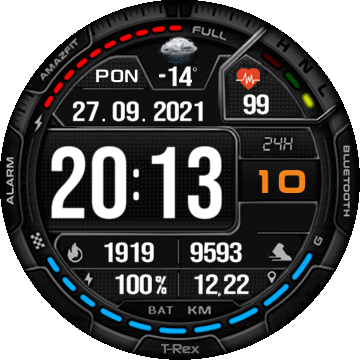 AMAZFIT
FULL
H
N
L
PON
-14°
99
27. 09. 2021
ALARM
BLUETOOTH
24H
20:13
10
1919
9593
G
100%
12,22
BAT
KM
T-Rex